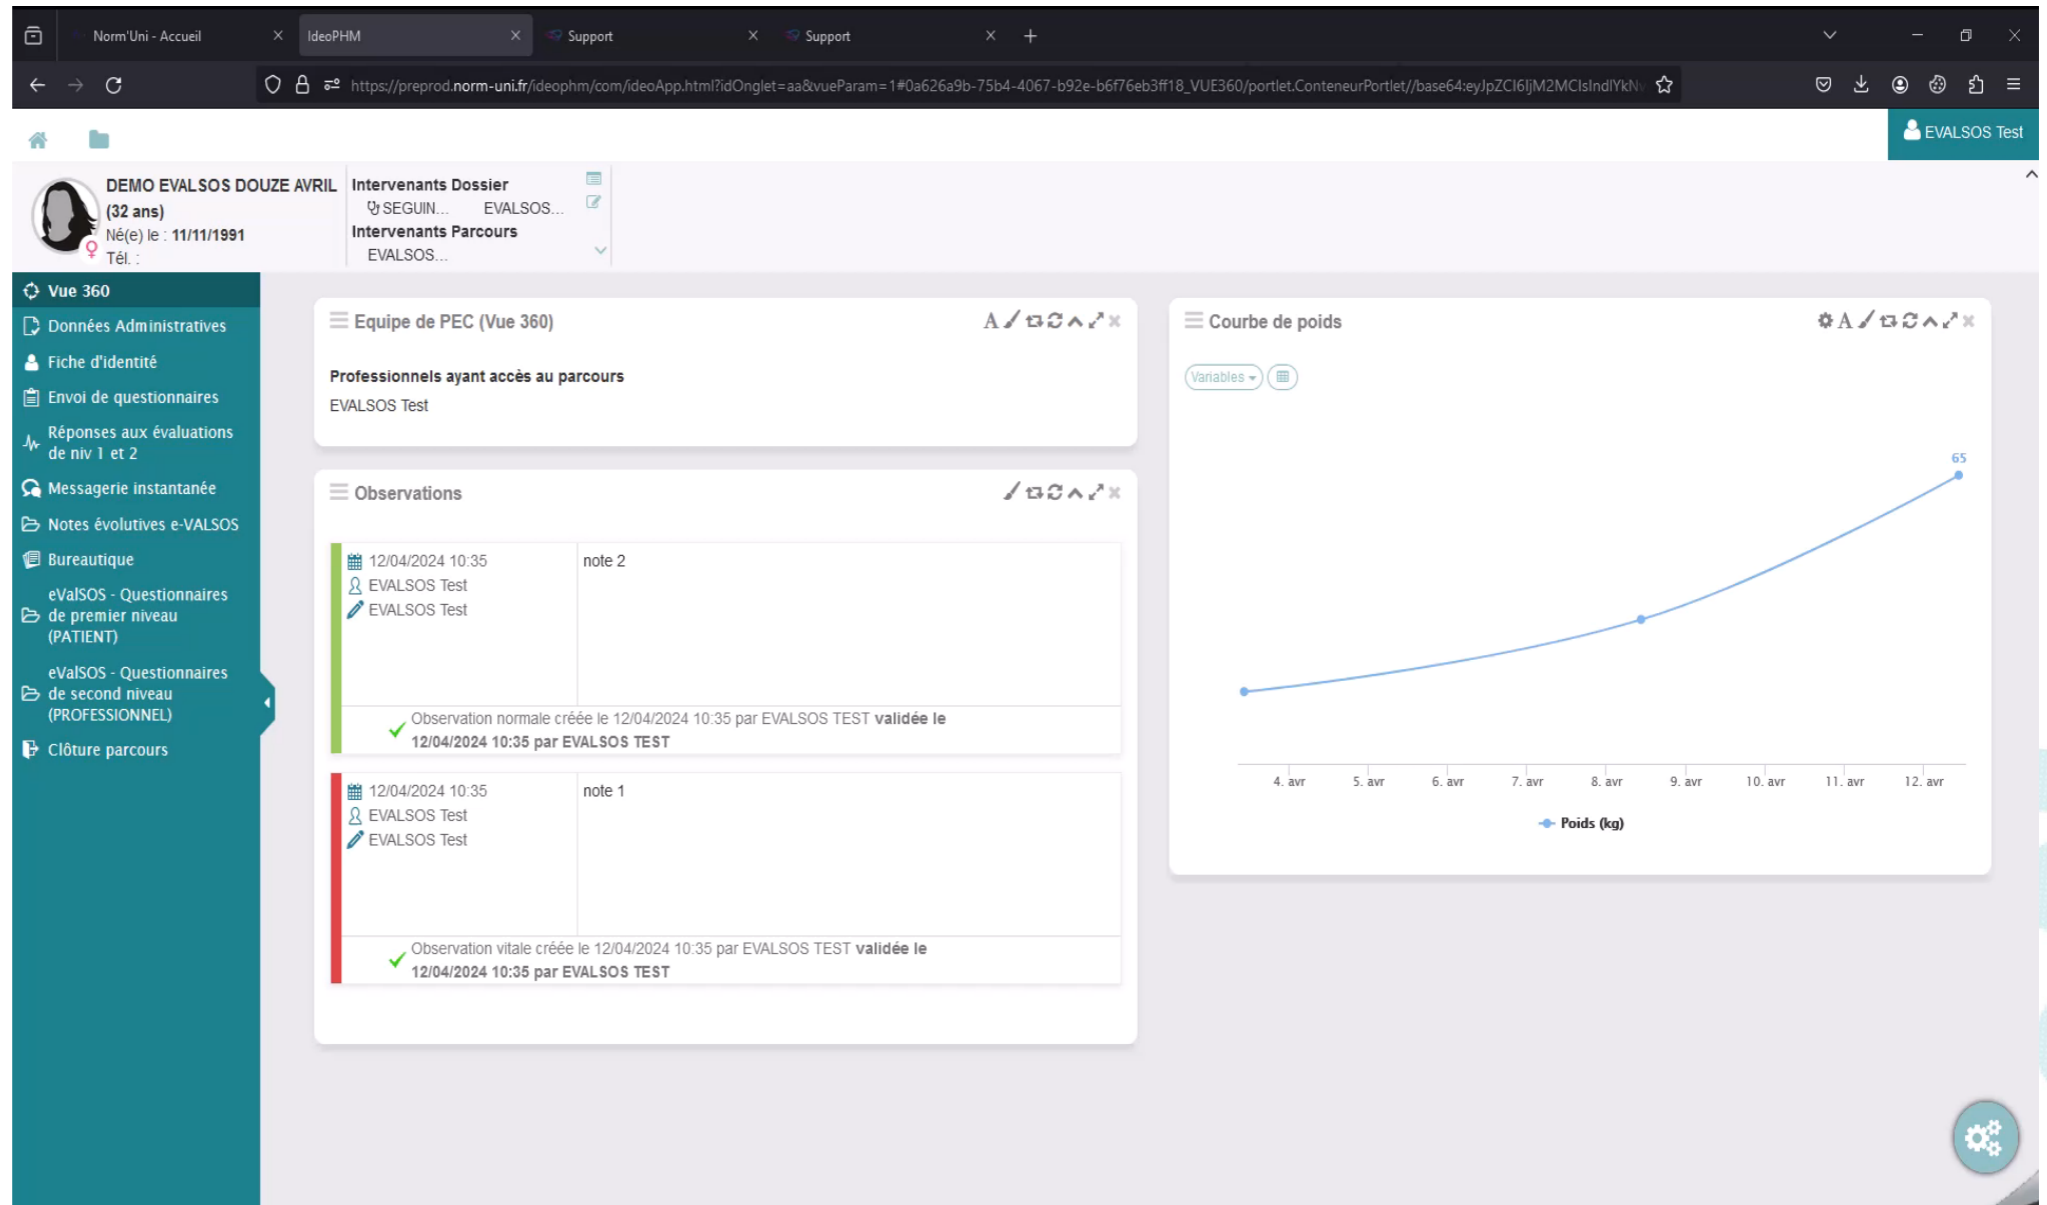 Norm'Uni - Accueil
IdeoPHM
Support
Support
https://preprod.norm-uni.fr/ideophm/com/ideoApp.html?idOnglet=aa&vueParam=1#0a626a9b-75b4-4067-b92e-b6f76eb3ff18_VUE360/portlet.ConteneurPortlet//base64:eyJpZCI6IjM2MCIsIndlYkN
EVALSOS Test
DEMO EVALSOS DOUZE AVRIL
(32 ans)
Né(e) le : 11/11/1991
Tél. :
Intervenants Dossier
SEGUIN... EVALSOS...
Intervenants Parcours
EVALSOS...
Vue 360
Données Administratives
Fiche d'identité
Envoi de questionnaires
Réponses aux évaluations
de niv 1 et 2
Messagerie instantanée
Notes évolutives e-VALSOS
Bureautique
eValSOS - Questionnaires
de premier niveau
(PATIENT)
eValSOS - Questionnaires
de second niveau
(PROFESSIONNEL)
Clôture parcours
Equipe de PEC (Vue 360)
A
Professionnels ayant accès au parcours
EVALSOS Test
Observations
12/04/2024 10:35
EVALSOS Test
EVALSOS Test
note 2
Observation normale créée le 12/04/2024 10:35 par EVALSOS TEST validée le
12/04/2024 10:35 par EVALSOS TEST
12/04/2024 10:35
EVALSOS Test
EVALSOS Test
note 1
Observation vitale créée le 12/04/2024 10:35 par EVALSOS TEST validée le
12/04/2024 10:35 par EVALSOS TEST
Courbe de poids
A
Variables
65
4. avr 5. avr 6. avr 7. avr 8. avr 9. avr 10. avr 11. avr 12. avr
Poids (kg)